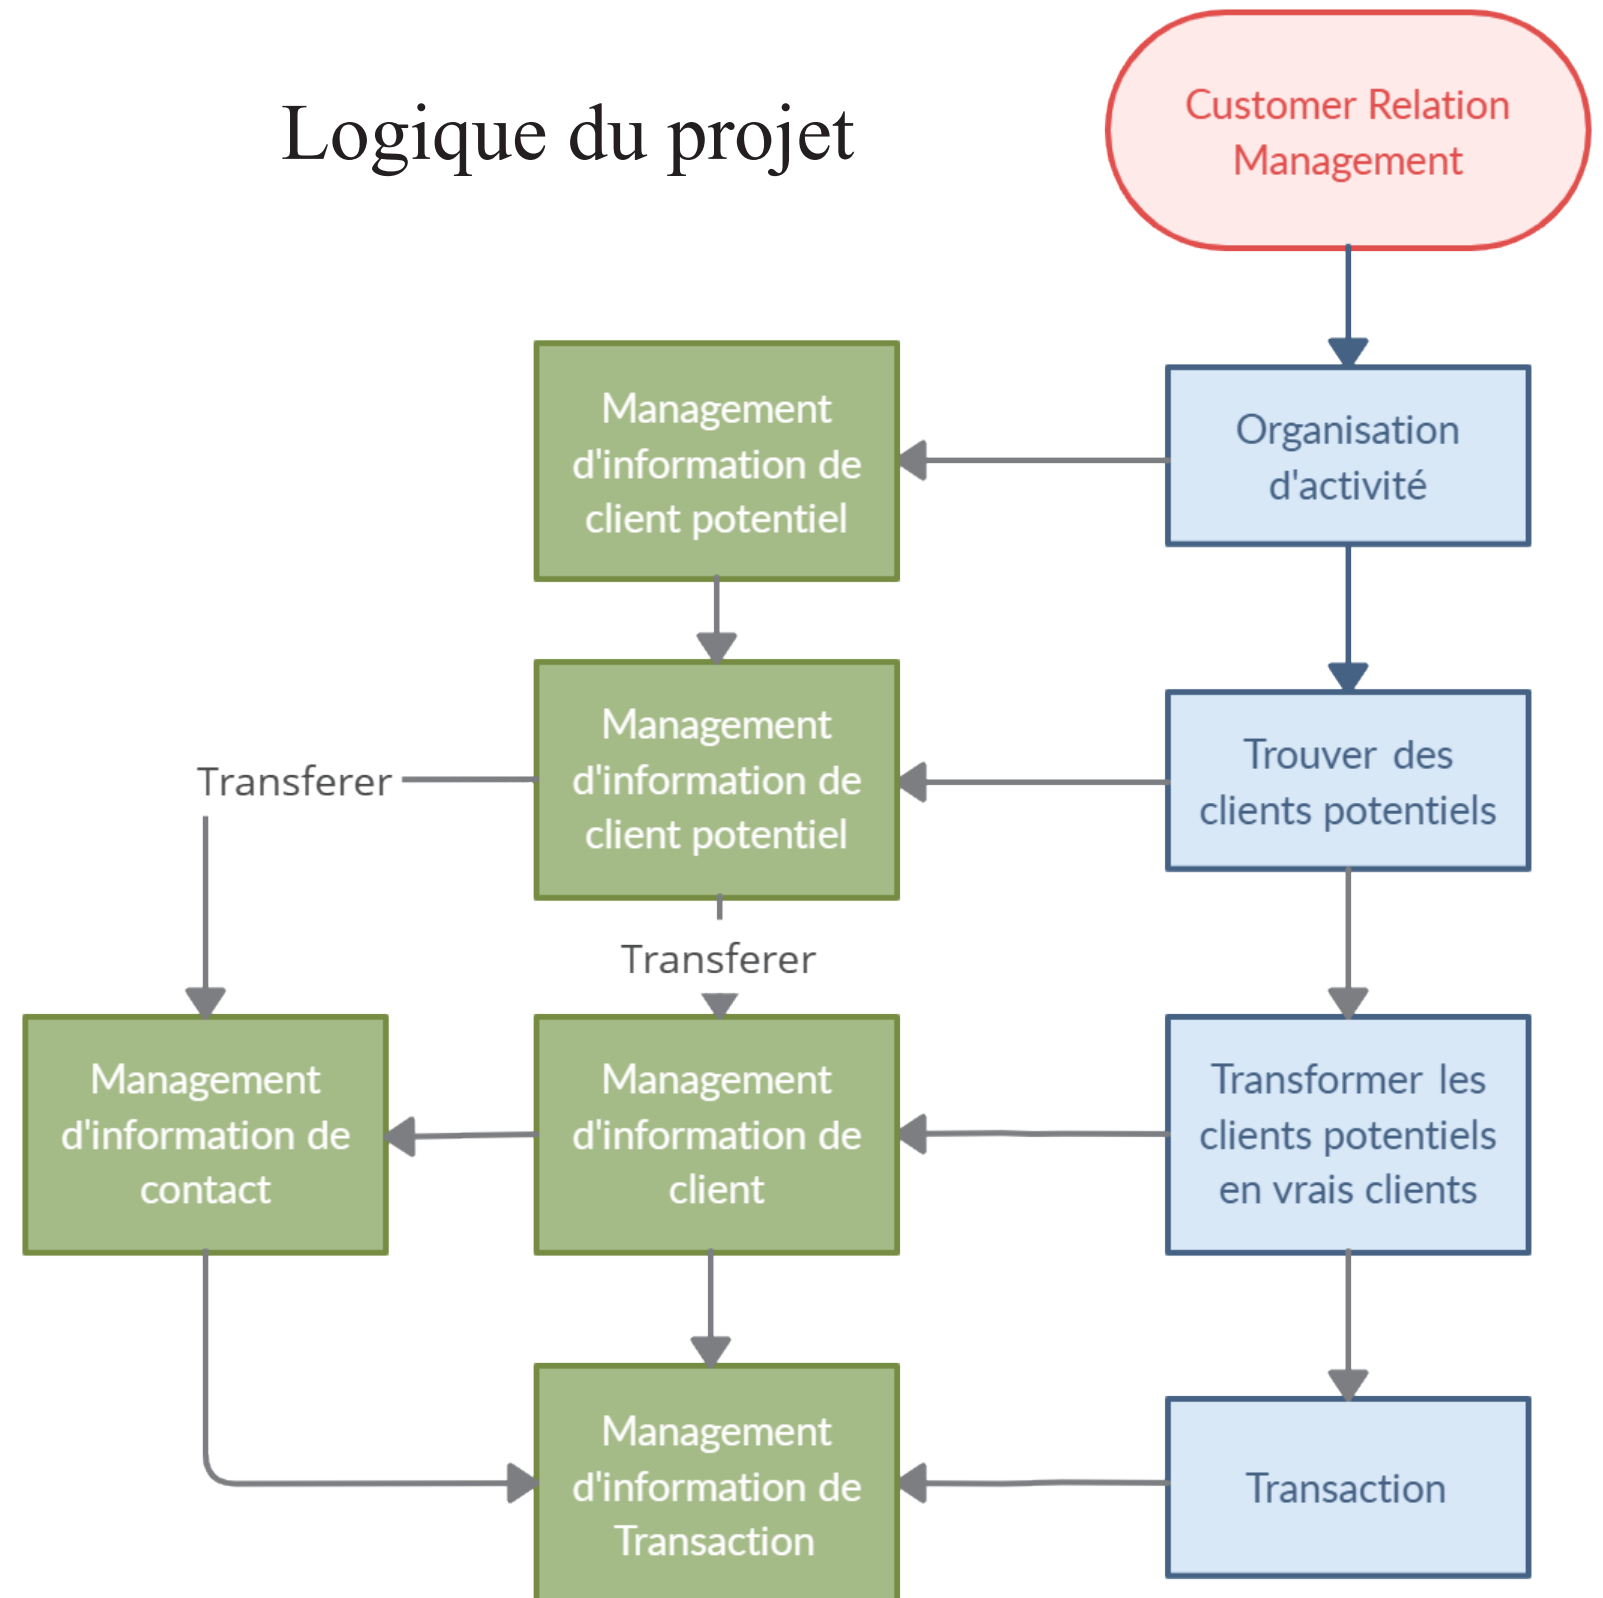 Logique du projet
Customer Relation
Management
Management
d'information de
client potentiel
Organisation
d'activité
Management
d'information de
client potentiel
Trouver des
clients potentiels
Transferer
Transferer
Management
d'information de
contact
Management
d'information de
client
Transformer les
clients potentiels
en vrais clients
Management
d'information de
Transaction
Transaction